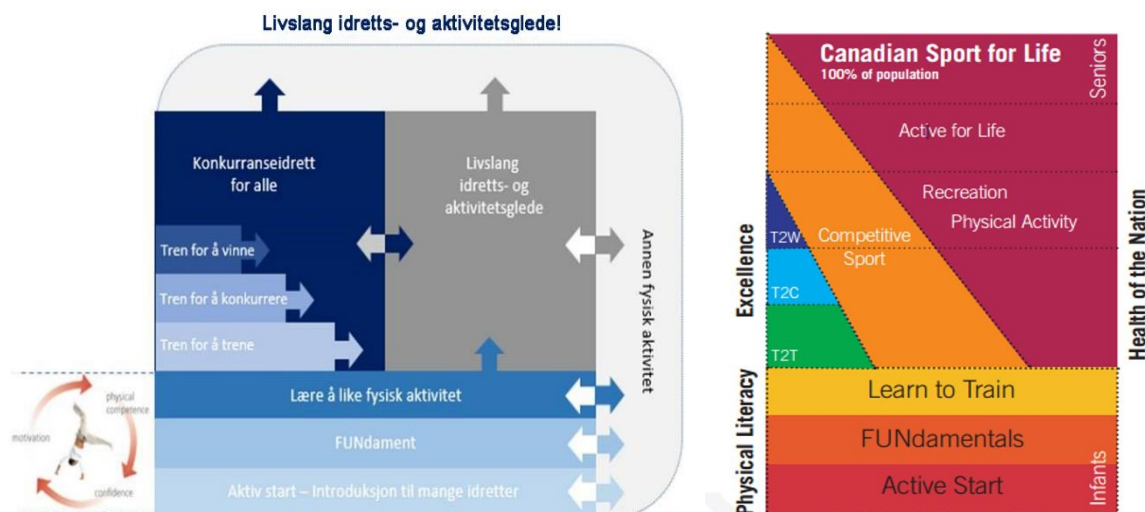 Livslang idretts- og aktivitetsglede!
Konkurranseidrett
for alle
Livslang
idretts- og
aktivitetsglede
Tren for å vinne
Tren for å konkurrere
Tren for å trene
Annen fysisk aktivitet
Lære å like fysisk aktivitet
FUNdament
Aktiv start – Introduksjon til mange idretter
physical
competence
motivation
confidence
Canadian Sport for Life
100% of population
Seniors
Active for Life
Recreation
Physical Activity
T2W
Competitive
Sport
T2C
T2T
Excellence
Health of the Nation
Physical Literacy
Learn to Train
FUNdamentals
Active Start
Infants